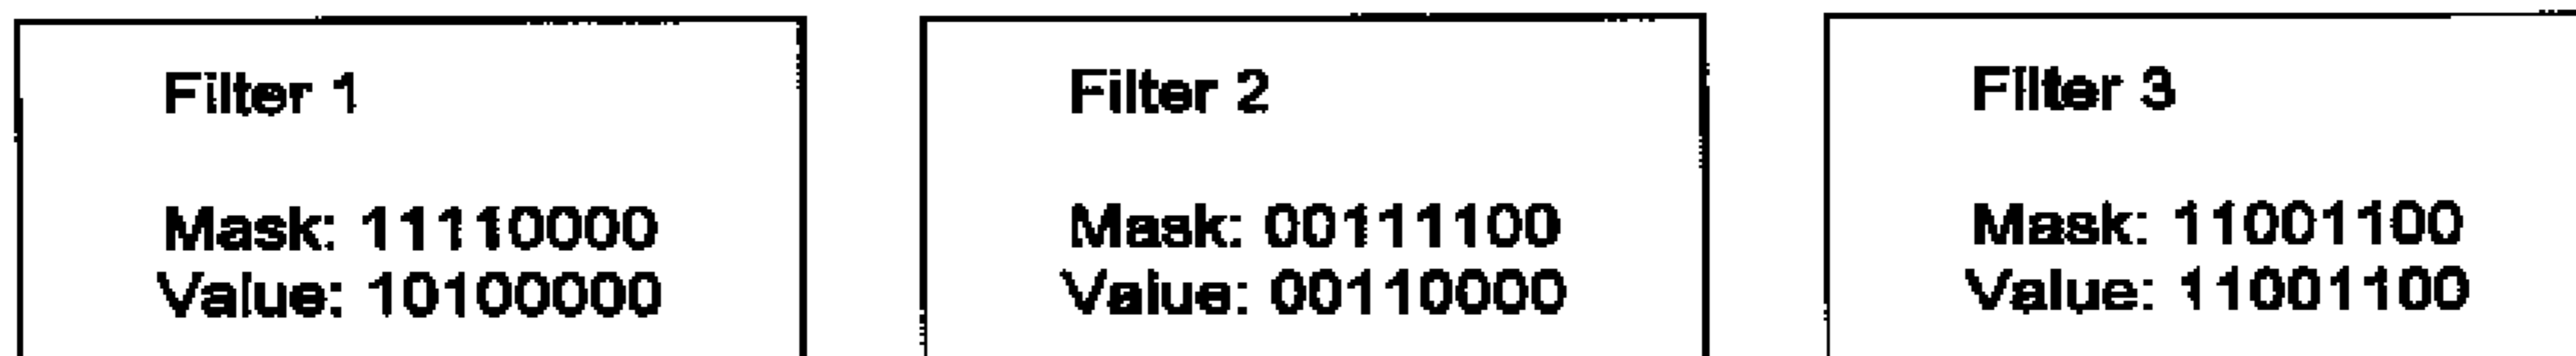 Filter 1
Mask: 11110000
Value: 10100000
Filter 2
Mask: 00111100
Value: 00110000
Filter 3
Mask: 11001100
Value: 11001100